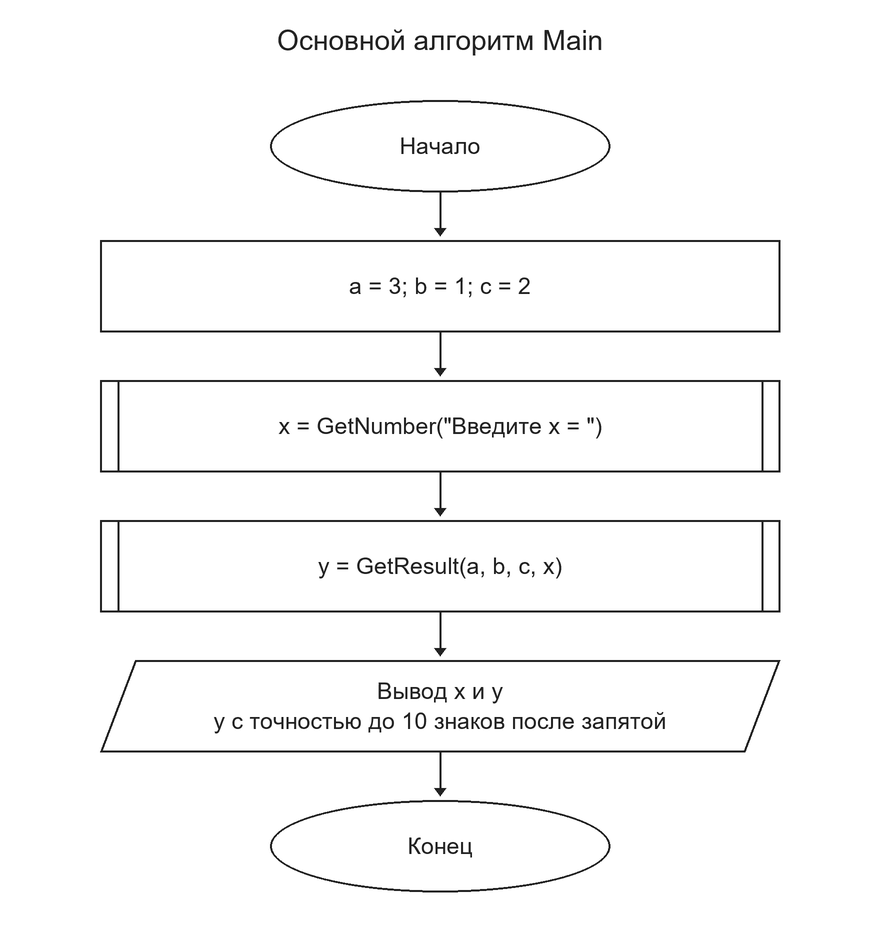 Основной алгоритм Main
Начало
a = 3; b = 1; c = 2
x = GetNumber("Введите x = ")
y = GetResult(a, b, c, x)
Вывод x и y
y с точностью до 10 знаков после запятой
Конец